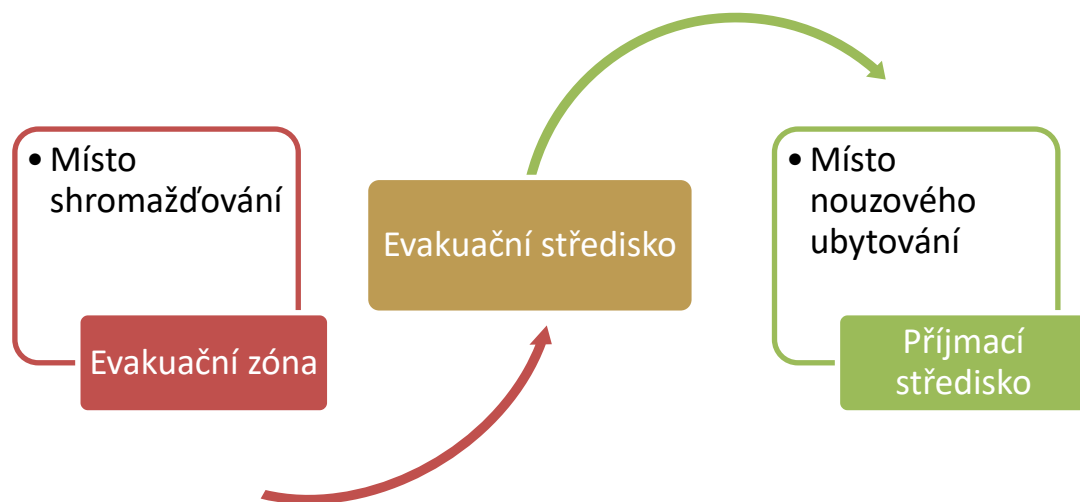 • Místo
shromažďování
Evakuační zóna
Evakuační středisko
• Místo
nouzového
ubytování
Příjmací
středisko